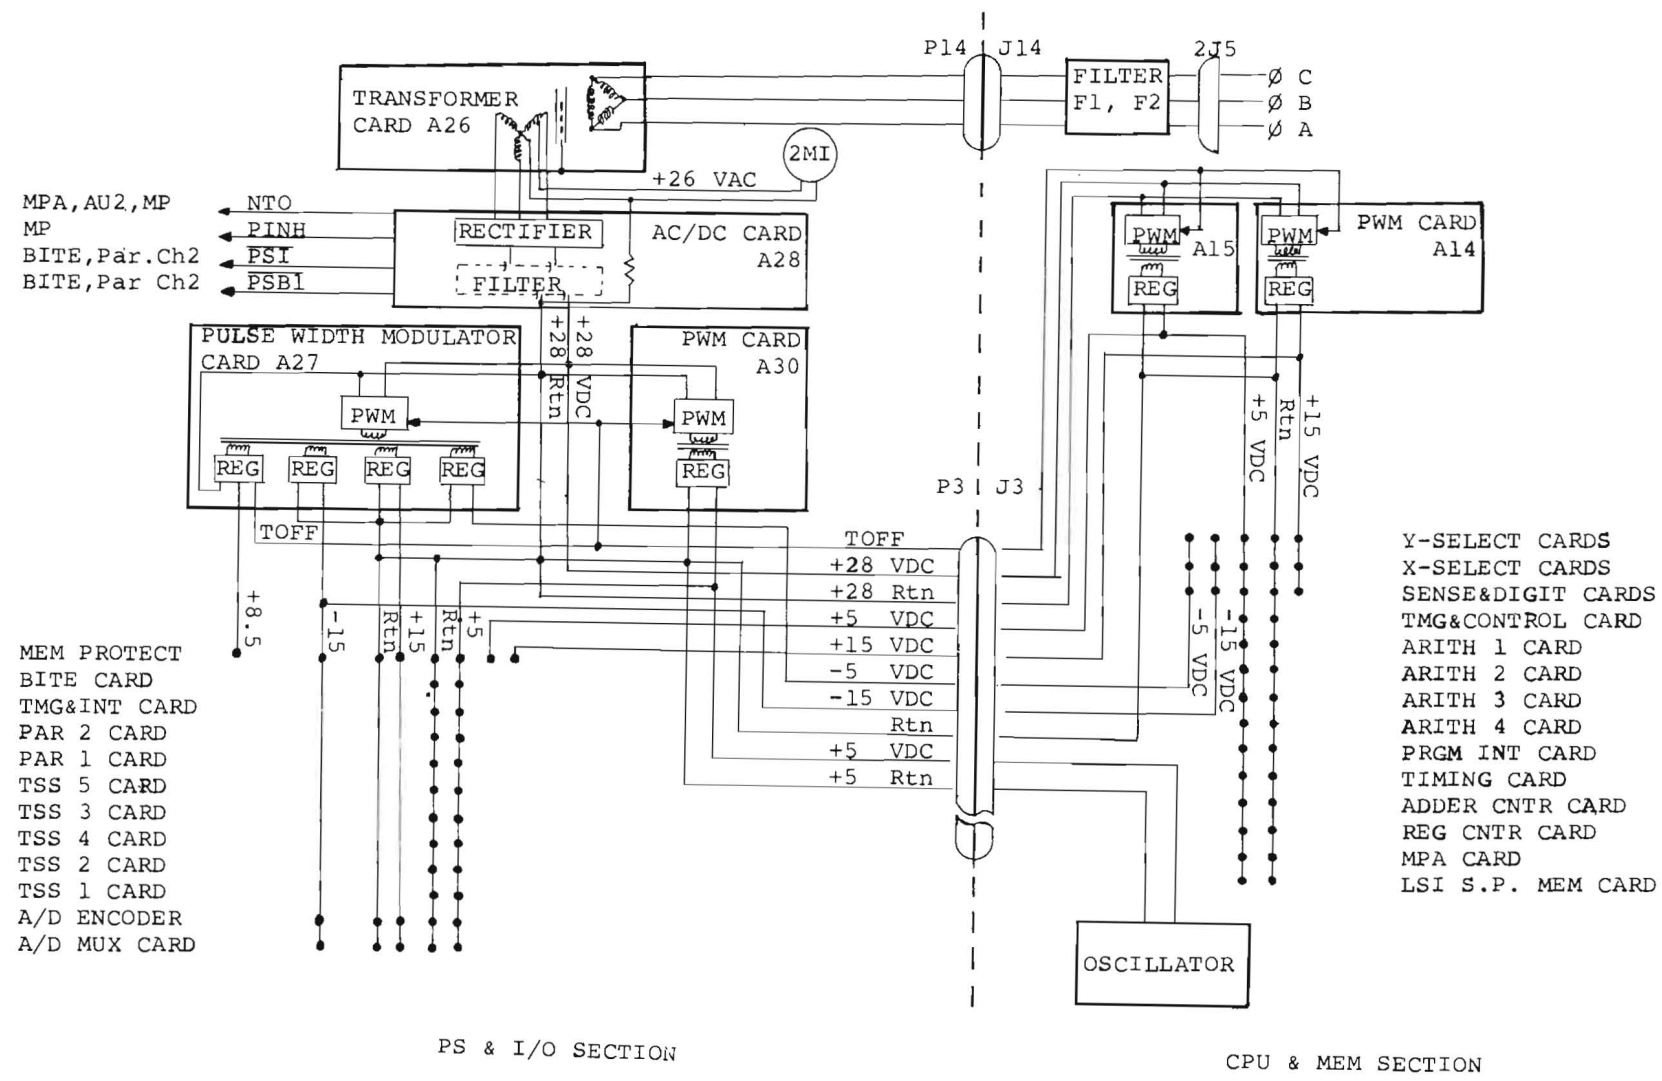 P14 J14 2J5
TRANSFORMER
CARD A26
FILTER
F1, F2
Ø C
Ø B
Ø A
2MI
+26 VAC
MPA,AU2,MP NTO
MP PINH
BITE,Par.Ch2 PSI
BITE,Par Ch2 PSB1
RECTIFIER
FILTER
AC/DC CARD
A28
PWM
A15
REG
PWM
PWM CARD
A14
REG
PULSE WIDTH MODULATOR
CARD A27
+28 Rtn
+28 VDC
PWM CARD
A30
PWM
PWM
REG REG REG REG
REG
+5 VDC
Rtn
+15 VDC
P3 J3
TOFF
TOFF
+28 VDC
+28 Rtn
+5 VDC
+15 VDC
-5 VDC
-15 VDC
Rtn
+5 VDC
+5 Rtn
+8.5
-15
Rtn
+15
Rtn
+5
-5 VDC
-15 VDC
MEM PROTECT
BITE CARD
TMG&INT CARD
PAR 2 CARD
PAR 1 CARD
TSS 5 CARD
TSS 3 CARD
TSS 4 CARD
TSS 2 CARD
TSS 1 CARD
A/D ENCODER
A/D MUX CARD
Y-SELECT CARDS
X-SELECT CARDS
SENSE&DIGIT CARDS
TMG&CONTROL CARD
ARITH 1 CARD
ARITH 2 CARD
ARITH 3 CARD
ARITH 4 CARD
PRGM INT CARD
TIMING CARD
ADDER CNTR CARD
REG CNTR CARD
MPA CARD
LSI S.P. MEM CARD
OSCILLATOR
PS & I/O SECTION
CPU & MEM SECTION